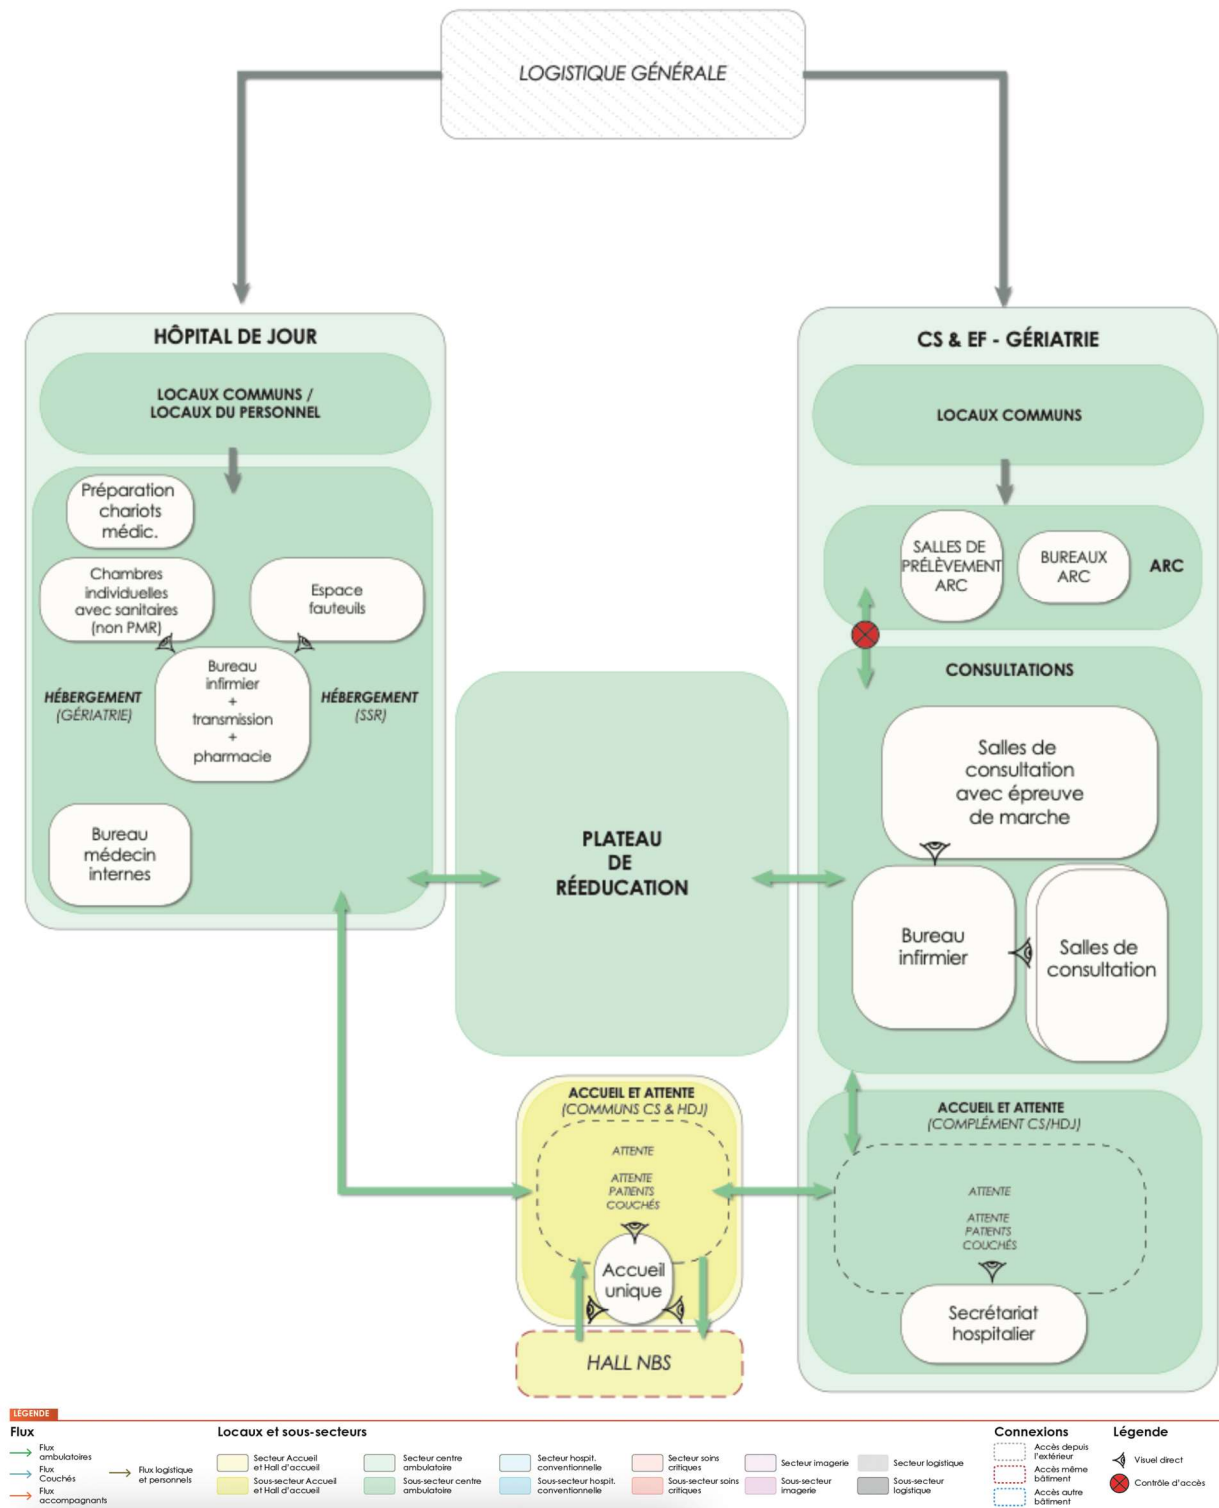 LOGISTIQUE GÉNÉRALE
HÔPITAL DE JOUR
LOCAUX COMMUNS /
LOCAUX DU PERSONNEL
Préparation
chariots
médic.
Chambres
individuelles
avec sanitaires
(non PMR)
Espace
fauteuils
Bureau
infirmier
+
transmission
+
pharmacie
HÉBERGEMENT
(GÉRIATRIE)
HÉBERGEMENT
(SSR)
Bureau
médecin
internes
PLATEAU
DE
RÉEDUCATION
CS & EF - GÉRIATRIE
LOCAUX COMMUNS
SALLES DE
PRÉLÈVEMENT
ARC
BUREAUX
ARC
ARC
CONSULTATIONS
Salles de
consultation
avec épreuve
de marche
Bureau
infirmier
Salles de
consultation
ACCUEIL ET ATTENTE
(COMMUNS CS & HDJ)
ATTENTE
ATTENTE
PATIENTS
COUCHÉS
Accueil
unique
HALL NBS
ACCUEIL ET ATTENTE
(COMPLÉMENT CS/HDJ)
ATTENTE
ATTENTE
PATIENTS
COUCHÉS
Secrétariat
hospitalier
LÉGENDE
Flux
Flux
ambulatoires
Flux
Couchés
Flux
accompagnants
Flux logistique
et personnels
Locaux et sous-secteurs
Secteur Accueil
et Hall d'accueil
Sous-secteur Accueil
et Hall d'accueil
Secteur centre
ambulatoire
Sous-secteur centre
ambulatoire
Secteur hospit.
conventionnelle
Sous-secteur hospit.
conventionnelle
Secteur soins
critiques
Sous-secteur soins
critiques
Secteur imagerie
Sous-secteur
imagerie
Secteur logistique
Sous-secteur
logistique
Connexions
Accès depuis
l'extérieur
Accès même
bâtiment
Accès autre
bâtiment
Légende
Visuel direct
Contrôle d'accès